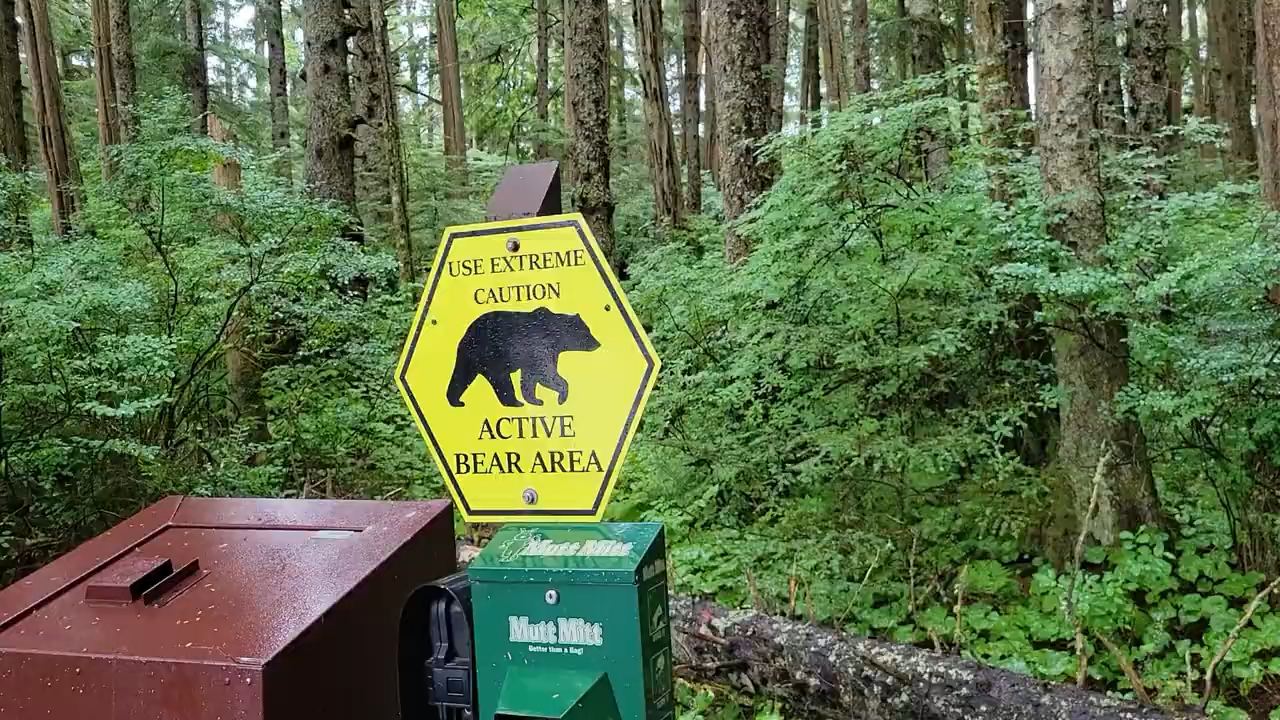 USE EXTREME
CAUTION
ACTIVE
BEAR AREA
Mutt Mitt
Mutt Mitt
Better than a Bag!